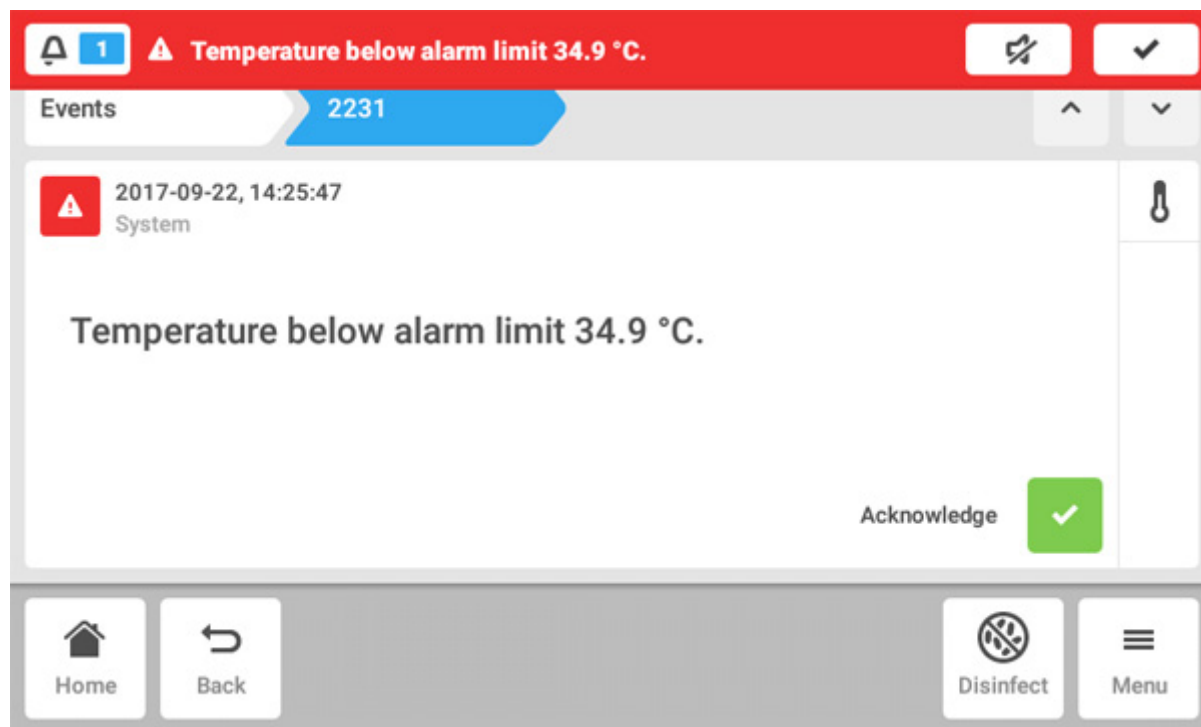 1 Temperature below alarm limit 34.9 °C.
Events 2231
2017-09-22, 14:25:47
System
Temperature below alarm limit 34.9 °C.
Acknowledge
Home Back Disinfect Menu